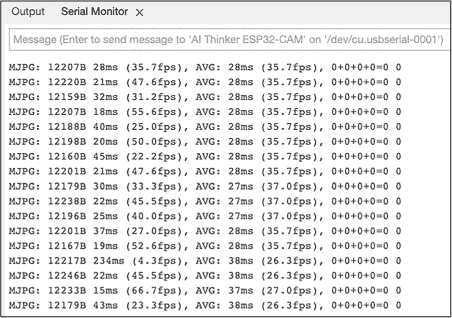 Output Serial Monitor ×
Message (Enter to send message to 'AI Thinker ESP32-CAM' on '/dev/cu.usbserial-0001')
MJPG: 12207B 28ms (35.7fps), AVG: 28ms (35.7fps), 0+0+0+0=0 0
MJPG: 12220B 21ms (47.6fps), AVG: 28ms (35.7fps), 0+0+0+0=0 0
MJPG: 12159B 32ms (31.2fps), AVG: 28ms (35.7fps), 0+0+0+0=0 0
MJPG: 12207B 18ms (55.6fps), AVG: 28ms (35.7fps), 0+0+0+0=0 0
MJPG: 12188B 40ms (25.0fps), AVG: 28ms (35.7fps), 0+0+0+0=0 0
MJPG: 12198B 20ms (50.0fps), AVG: 28ms (35.7fps), 0+0+0+0=0 0
MJPG: 12160B 45ms (22.2fps), AVG: 28ms (35.7fps), 0+0+0+0=0 0
MJPG: 12201B 21ms (47.6fps), AVG: 28ms (35.7fps), 0+0+0+0=0 0
MJPG: 12179B 30ms (33.3fps), AVG: 27ms (37.0fps), 0+0+0+0=0 0
MJPG: 12238B 22ms (45.5fps), AVG: 27ms (37.0fps), 0+0+0+0=0 0
MJPG: 12196B 25ms (40.0fps), AVG: 27ms (37.0fps), 0+0+0+0=0 0
MJPG: 12201B 37ms (27.0fps), AVG: 28ms (35.7fps), 0+0+0+0=0 0
MJPG: 12167B 19ms (52.6fps), AVG: 28ms (35.7fps), 0+0+0+0=0 0
MJPG: 12217B 234ms (4.3fps), AVG: 38ms (26.3fps), 0+0+0+0=0 0
MJPG: 12246B 22ms (45.5fps), AVG: 38ms (26.3fps), 0+0+0+0=0 0
MJPG: 12233B 15ms (66.7fps), AVG: 37ms (27.0fps), 0+0+0+0=0 0
MJPG: 12179B 43ms (23.3fps), AVG: 38ms (26.3fps), 0+0+0+0=0 0